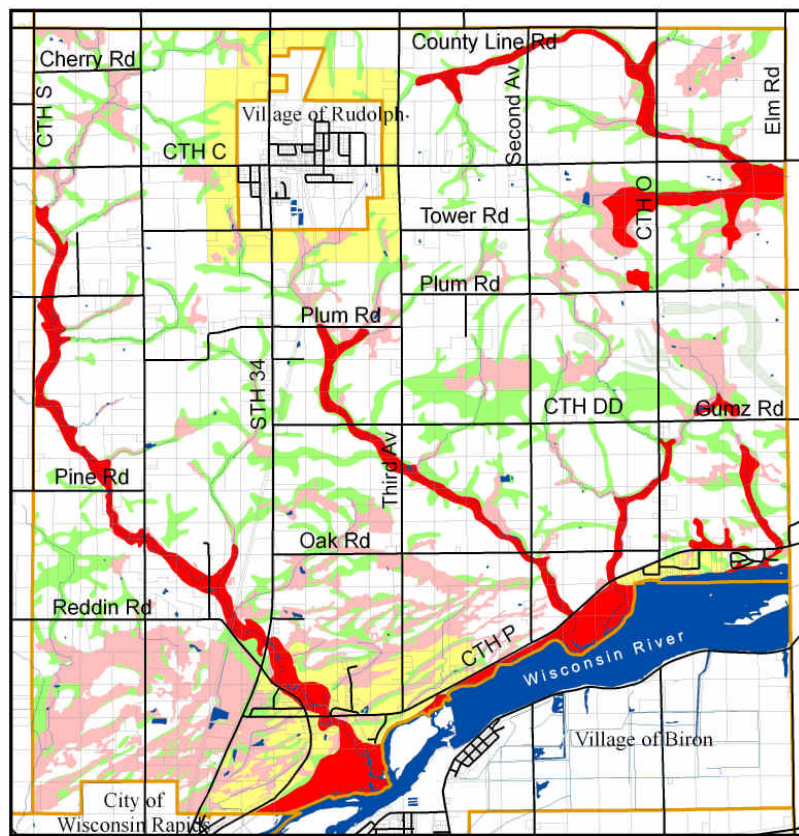 County Line Rd
Cherry Rd
Second Av
Elm Rd
CTH S
Village of Rudolph
CTH C
CTH O
Tower Rd
Plum Rd
Plum Rd
STH 34
CTH DD
Gumz Rd
Third Av
Pine Rd
Oak Rd
Reddin Rd
CTH P
Wisconsin River
Village of Biron
City of
Wisconsin Rapids